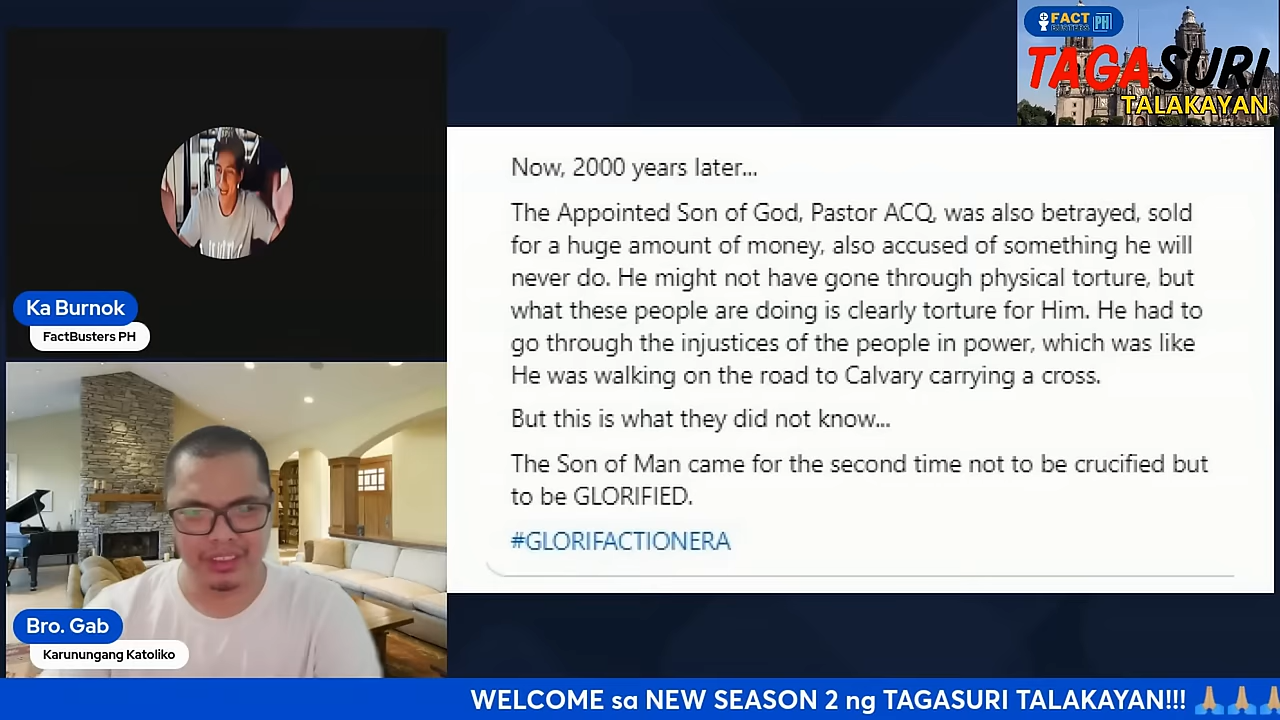 FACT
BUSTERS PH
TAGASURI
TALAKAYAN
Now, 2000 years later...
The Appointed Son of God, Pastor ACQ, was also betrayed, sold
for a huge amount of money, also accused of something he will
never do. He might not have gone through physical torture, but
what these people are doing is clearly torture for Him. He had to
go through the injustices of the people in power, which was like
He was walking on the road to Calvary carrying a cross.
But this is what they did not know...
The Son of Man came for the second time not to be crucified but
to be GLORIFIED.
#GLORIFACTIONERA
Ka Burnok
FactBusters PH
Bro. Gab
Karunungang Katoliko
WELCOME sa NEW SEASON 2 ng TAGASURI TALAKAYAN!!! 🙏🏼🙏🏼🙏🏼